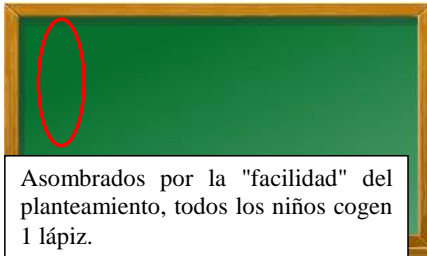 Asombrados por la "facilidad" del
planteamiento, todos los niños cogen
1 lápiz.